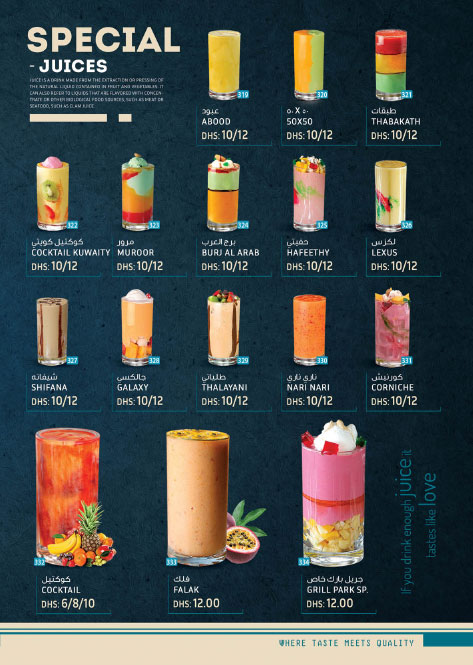 SPECIAL
- JUICES
JUICE IS A DRINK MADE FROM THE EXTRACTION OR PRESSING OF
THE NATURAL LIQUID CONTAINED IN FRUIT AND VEGETABLES. IT
CAN ALSO REFER TO LIQUIDS THAT ARE FLAVORED WITH CONCEN-
TRATE OR OTHER BIOLOGICAL FOOD SOURCES, SUCH AS MEAT OR
SEAFOOD, SUCH AS CLAM JUICE.
319
عبود
ABOOD
DHS: 10/12
320
٥٠ X ٥٠
50X50
DHS: 10/12
321
طبقات
THABAKATH
DHS: 10/12
322
كوكتيل كويتي
COCKTAIL KUWAITY
DHS: 10/12
323
مرور
MUROOR
DHS: 10/12
324
برج العرب
BURJ AL ARAB
DHS: 10/12
325
حفيتي
HAFEETHY
DHS: 10/12
326
لكزس
LEXUS
DHS: 10/12
327
شيفانه
SHIFANA
DHS: 10/12
328
جالكسي
GALAXY
DHS: 10/12
329
طلياني
THALAYANI
DHS: 10/12
330
ناري ناري
NARI NARI
DHS: 10/12
331
كورنيش
CORNICHE
DHS: 10/12
332
كوكتيل
COCKTAIL
DHS: 6/8/10
333
فلك
FALAK
DHS: 12.00
334
جريل بارك خاص
GRILL PARK SP.
DHS: 12.00
If you drink enough juice it
tastes like love
WHERE TASTE MEETS QUALITY